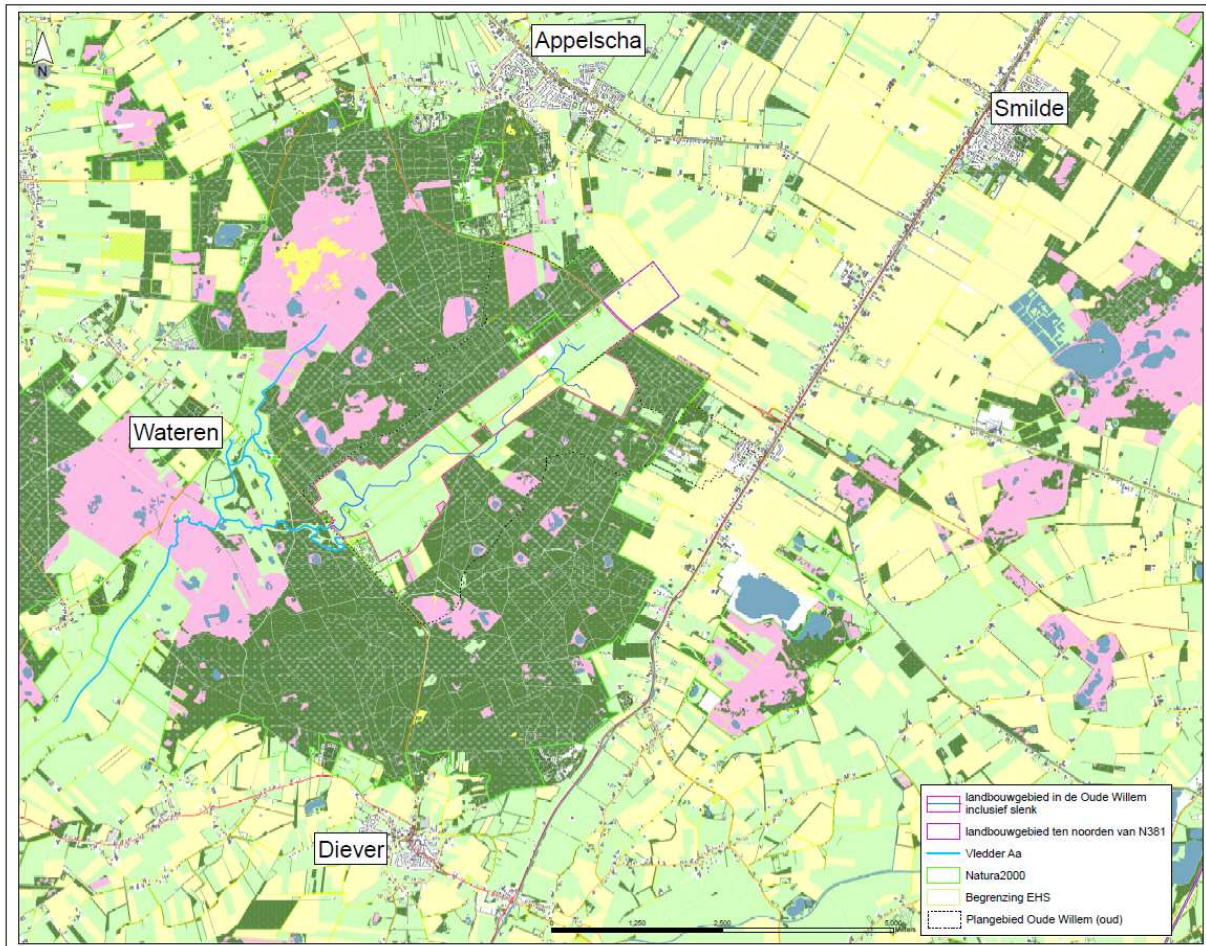 N
Appelscha
Smilde
Wateren
Diever
landbouwgebied in de Oude Willem
inclusief slenk
landbouwgebied ten noorden van N381
Vledder Aa
Natura2000
Begrenzing EHS
Plangebied Oude Willem (oud)
1,250
2,500
5,000
Meters